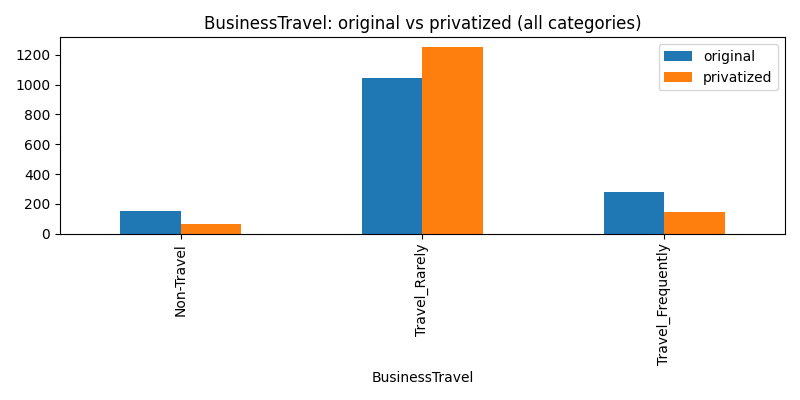 BusinessTravel: original vs privatized (all categories)
original
privatized
1200
1000
800
600
400
200
0
Non-Travel
Travel_Rarely
Travel_Frequently
BusinessTravel